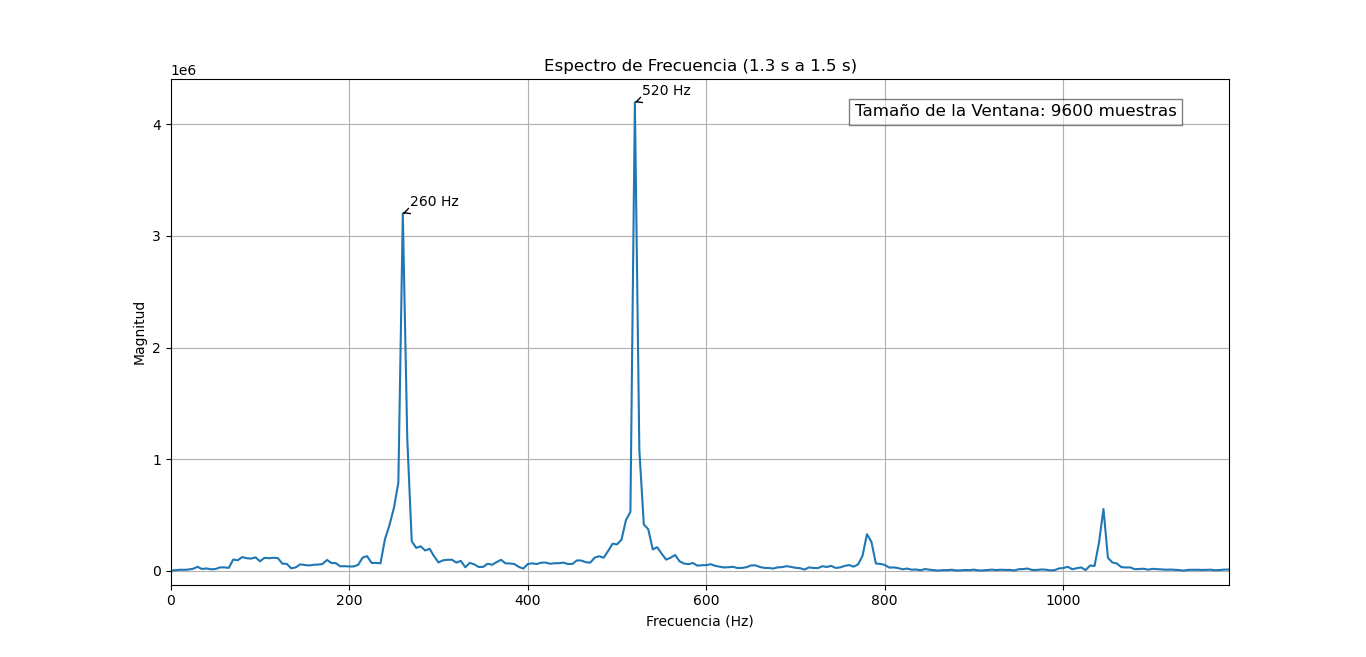 Espectro de Frecuencia (1.3 s a 1.5 s)
1e6
520 Hz
Tamaño de la Ventana: 9600 muestras
260 Hz
4
3
2
1
0
Magnitud
0
200
400
600
800
1000
Frecuencia (Hz)